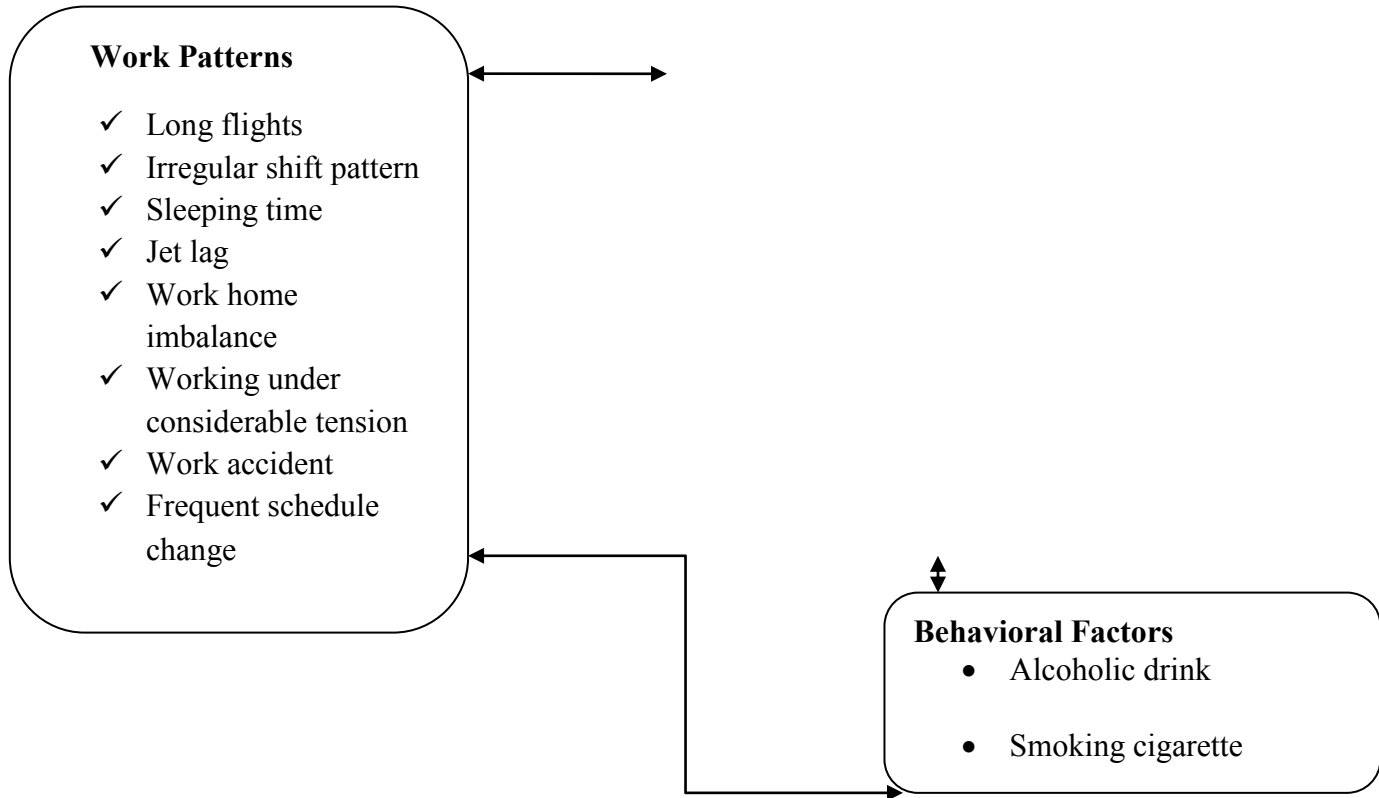 Work Patterns
✓ Long flights
✓ Irregular shift pattern
✓ Sleeping time
✓ Jet lag
✓ Work home
imbalance
✓ Working under
considerable tension
✓ Work accident
✓ Frequent schedule
change
Behavioral Factors
• Alcoholic drink
• Smoking cigarette